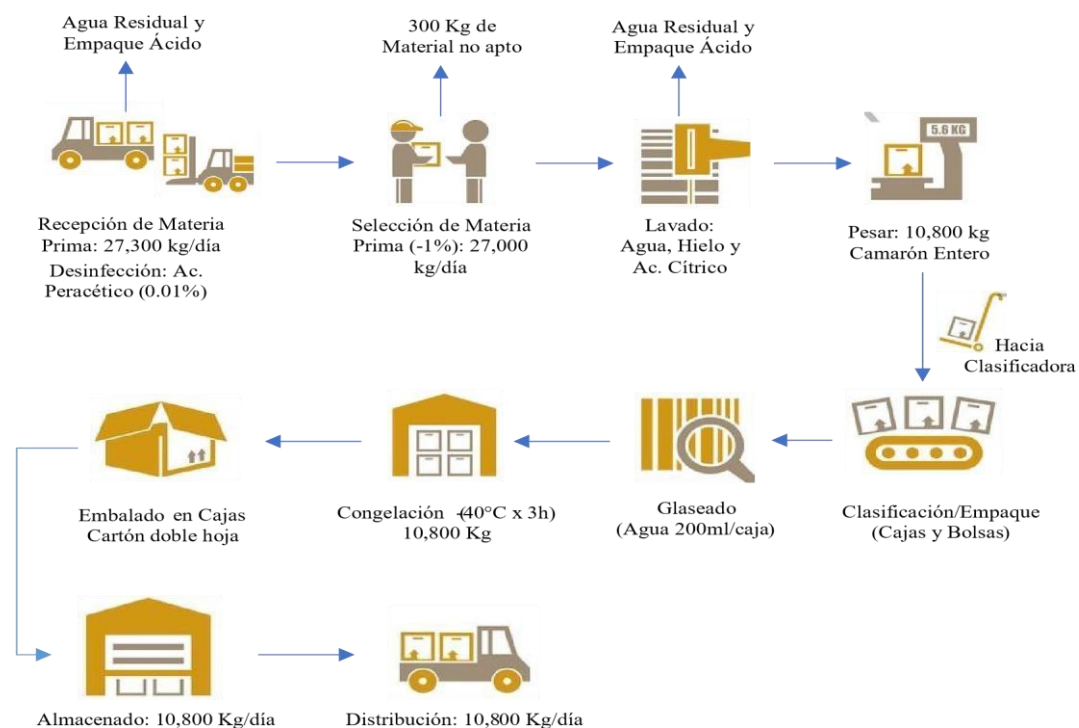 Agua Residual y
Empaque Ácido
300 Kg de
Material no apto
Agua Residual y
Empaque Ácido
5.6 KG
Recepción de Materia
Prima: 27,300 kg/día
Desinfección: Ac.
Peracético (0.01%)
Selección de Materia
Prima (-1%): 27,000
kg/día
Lavado:
Agua, Hielo y
Ac. Cítrico
Pesar: 10,800 kg
Camarón Entero
Hacia
Clasificadora
Embalado en Cajas
Cartón doble hoja
Congelación -(40°C x 3h)
10,800 Kg
Glaseado
(Agua 200ml/caja)
Clasificación/Empaque
(Cajas y Bolsas)
Almacenado: 10,800 Kg/día
Distribución: 10,800 Kg/día